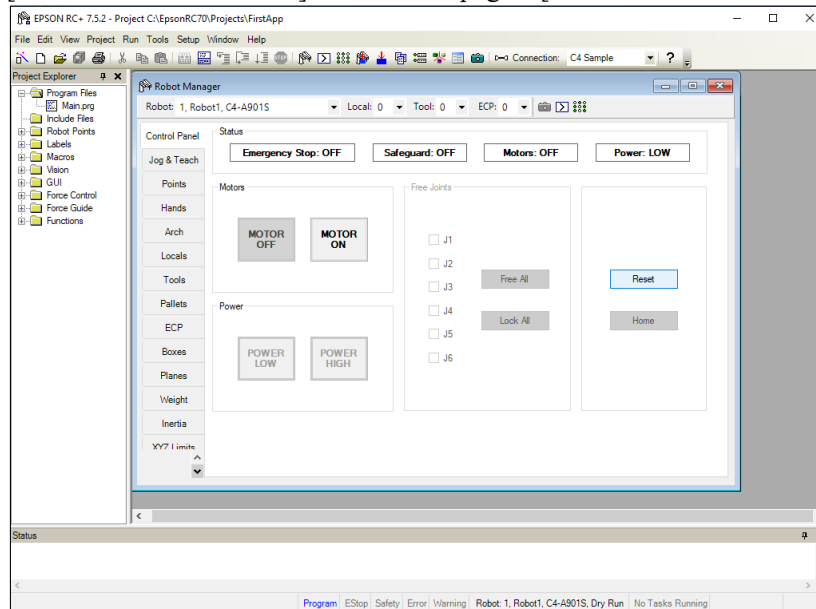 EPSON RC+ 7.5.2 - Project C:\EpsonRC70\Projects\FirstApp
File Edit View Project Run Tools Setup Window Help
Connection: C4 Sample
Project Explorer
Program Files
Main.prg
Include Files
Robot Points
Labels
Macros
Vision
GUI
Force Control
Force Guide
Functions
Robot Manager
Robot: 1, Robot1, C4-A901S Local: 0 Tool: 0 ECP: 0
Control Panel
Jog & Teach
Points
Hands
Arch
Locals
Tools
Pallets
ECP
Boxes
Planes
Weight
Inertia
XYZ Limits
Status
Emergency Stop: OFF Safeguard: OFF Motors: OFF Power: LOW
Motors
MOTOR OFF
MOTOR ON
Power
POWER LOW
POWER HIGH
Free Joints
J1
J2
J3
J4
J5
J6
Free All
Lock All
Reset
Home
Status
Program EStop Safety Error Warning Robot: 1, Robot1, C4-A901S, Dry Run No Tasks Running